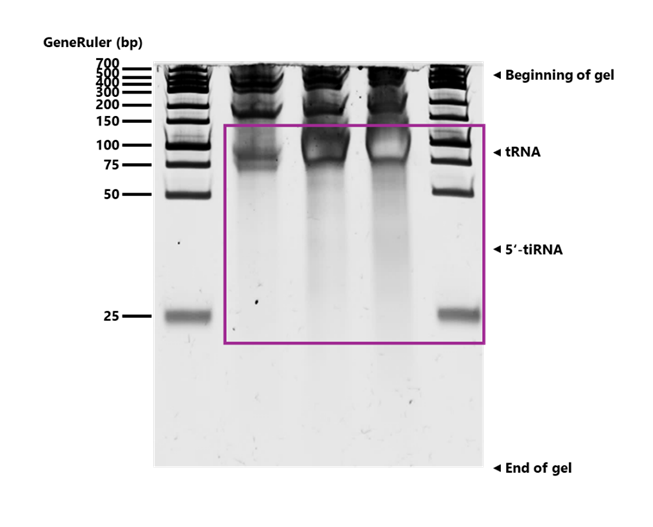 GeneRuler (bp)
700
500
400
300
200
150
100
75
50
25
Beginning of gel
tRNA
5′-tiRNA
End of gel